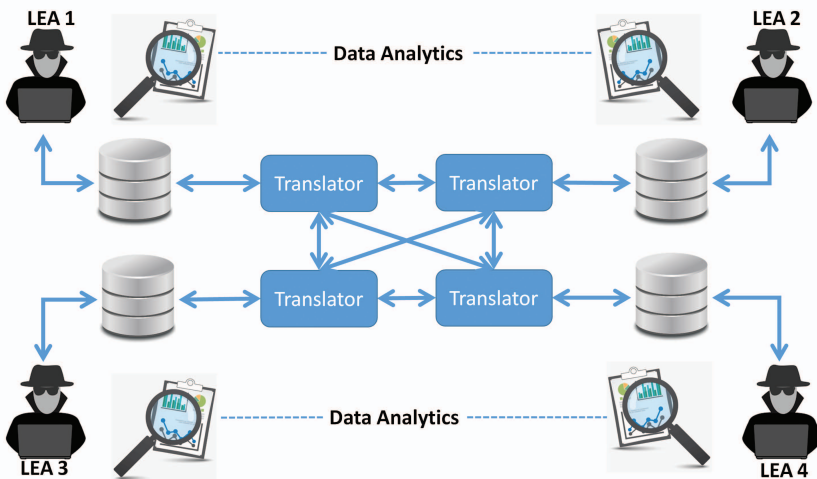 LEA 1
LEA 2
Data Analytics
Translator
Translator
Translator
Translator
Data Analytics
LEA 3
LEA 4